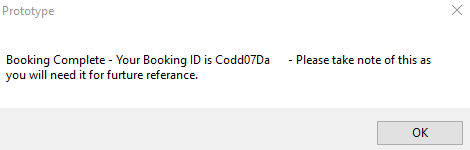 Prototype
Booking Complete - Your Booking ID is Codd07Da - Please take note of this as
you will need it for furture referance.
OK